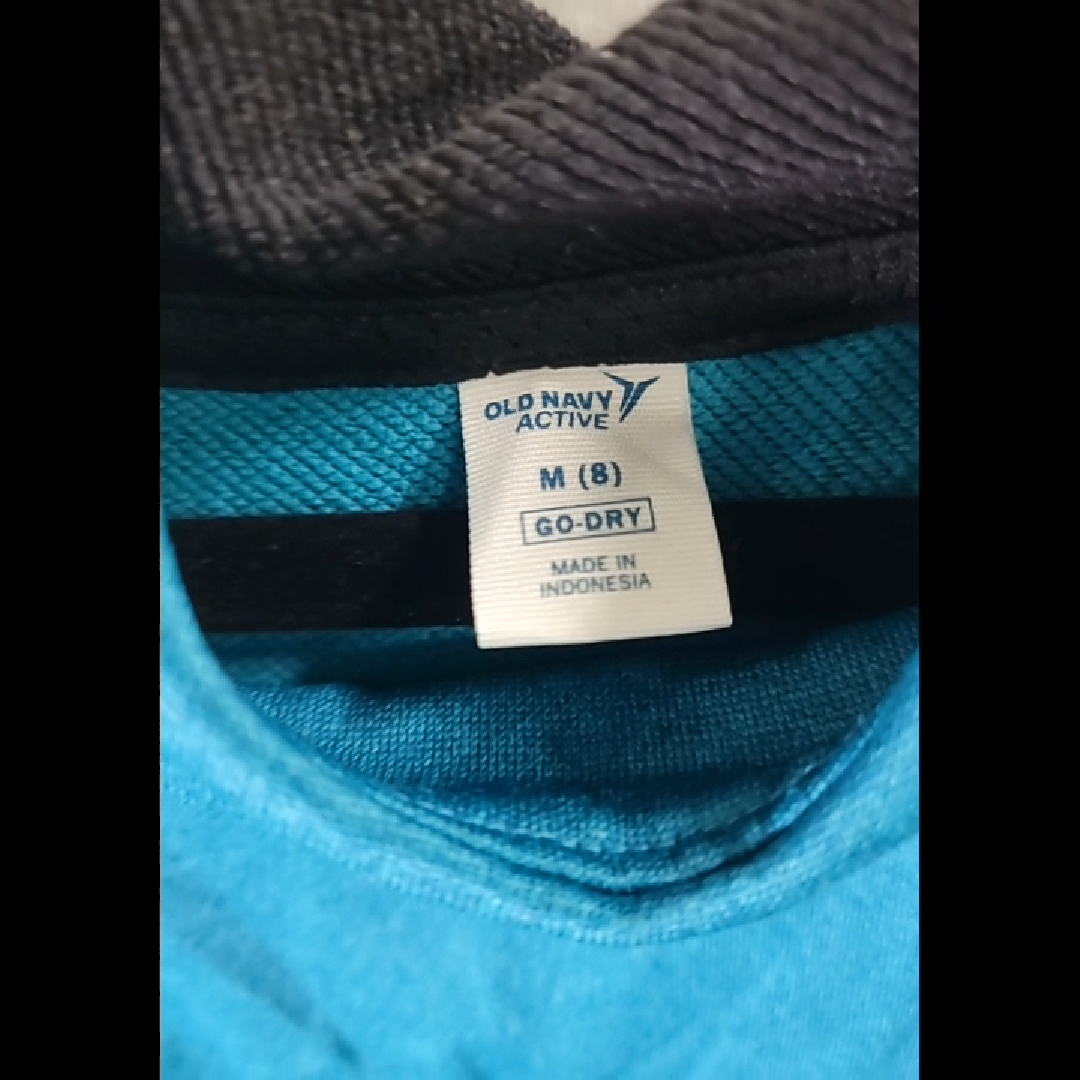 OLD NAVY
ACTIVE
M (8)
GO-DRY
MADE IN
INDONESIA